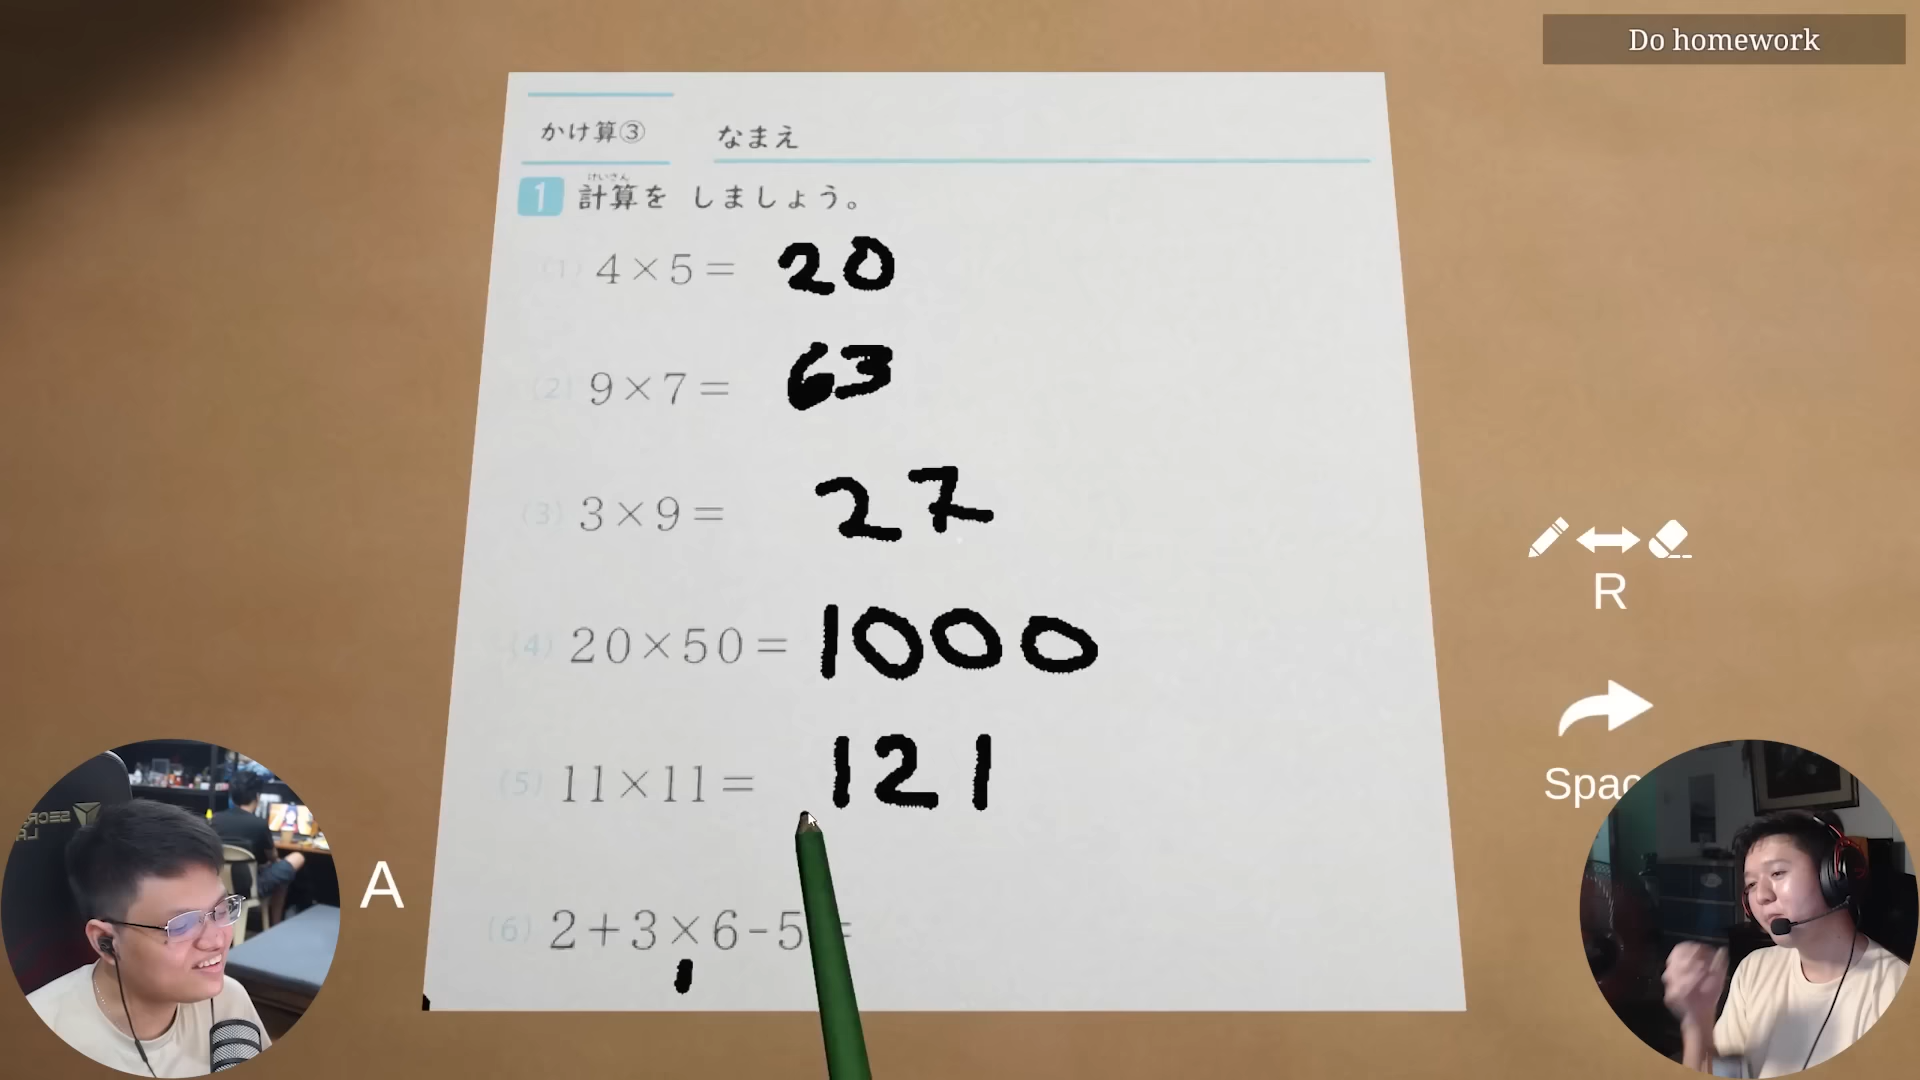 Do homework
かけ算③ なまえ
1 計算を しましょう。
けいさん
(1) 4×5= 20
(2) 9×7= 63
(3) 3×9= 27
(4) 20×50= 1000
(5) 11×11= 121
(6) 2+3×6-5 =
R
Spac
A